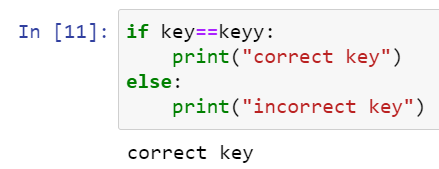 In [11]: if key==keyy:
    print("correct key")
else:
    print("incorrect key")
correct key